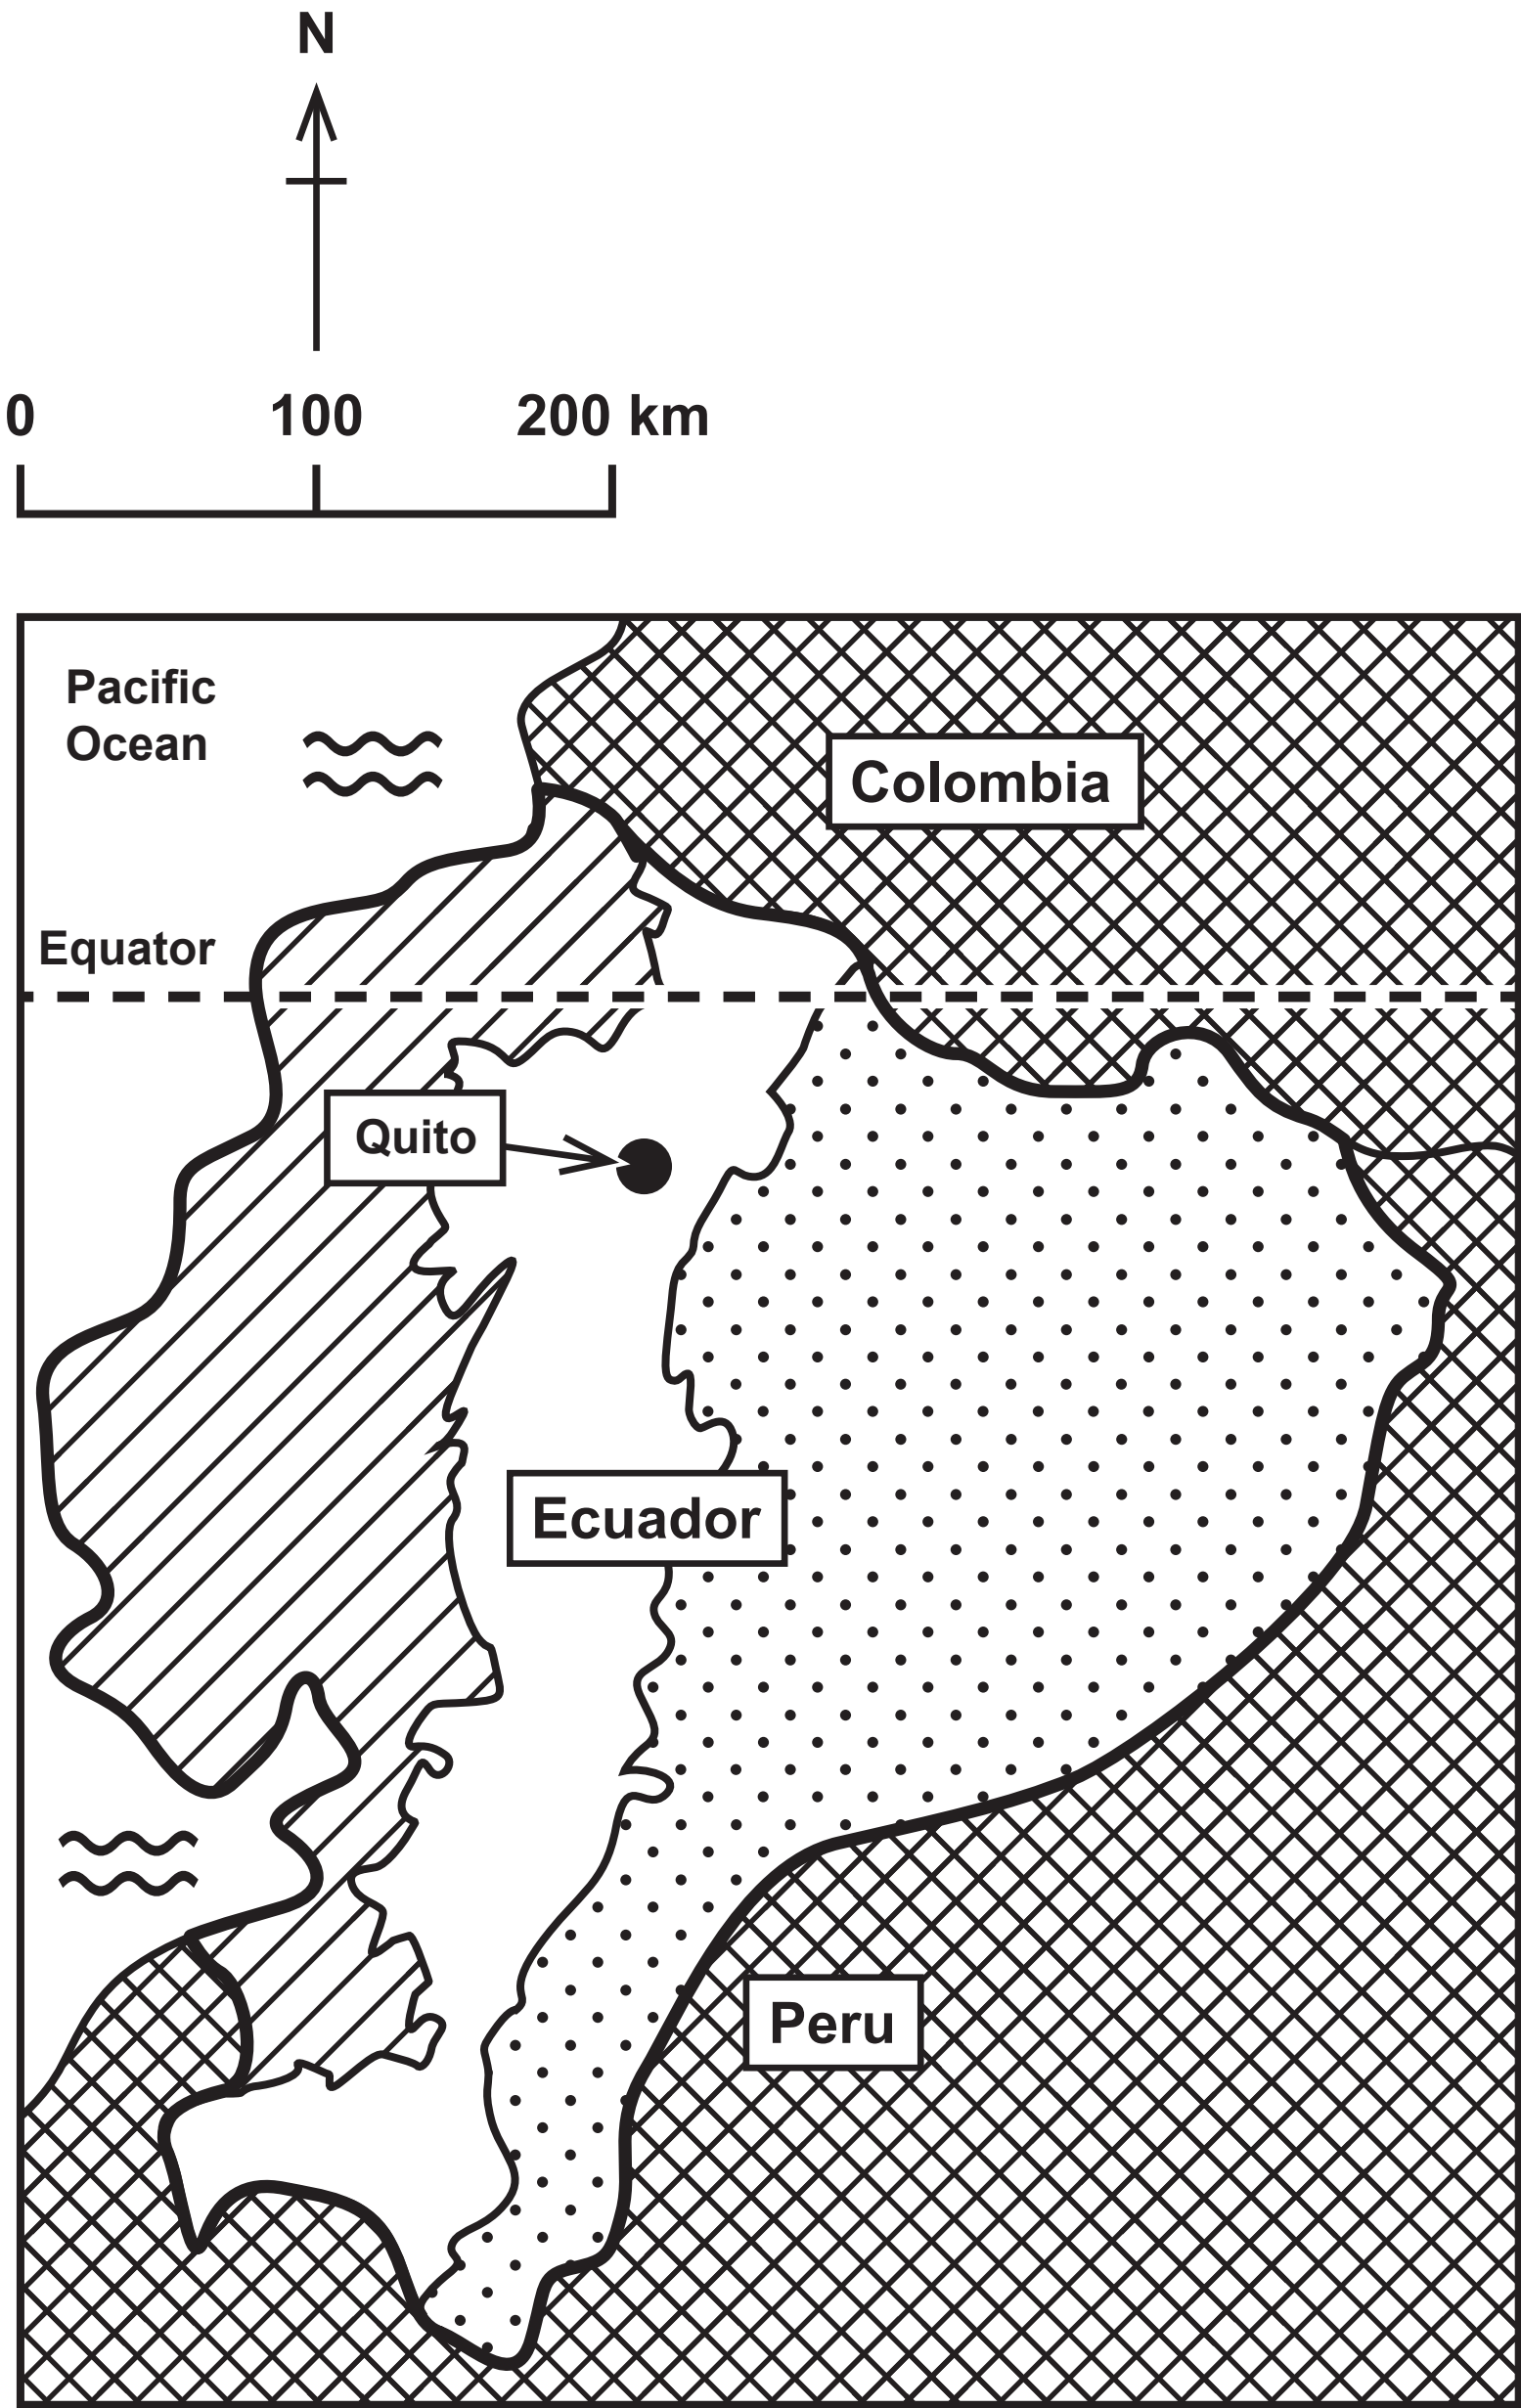 N
0 100 200 km
Pacific
Ocean
Colombia
Equator
Quito
Ecuador
Peru